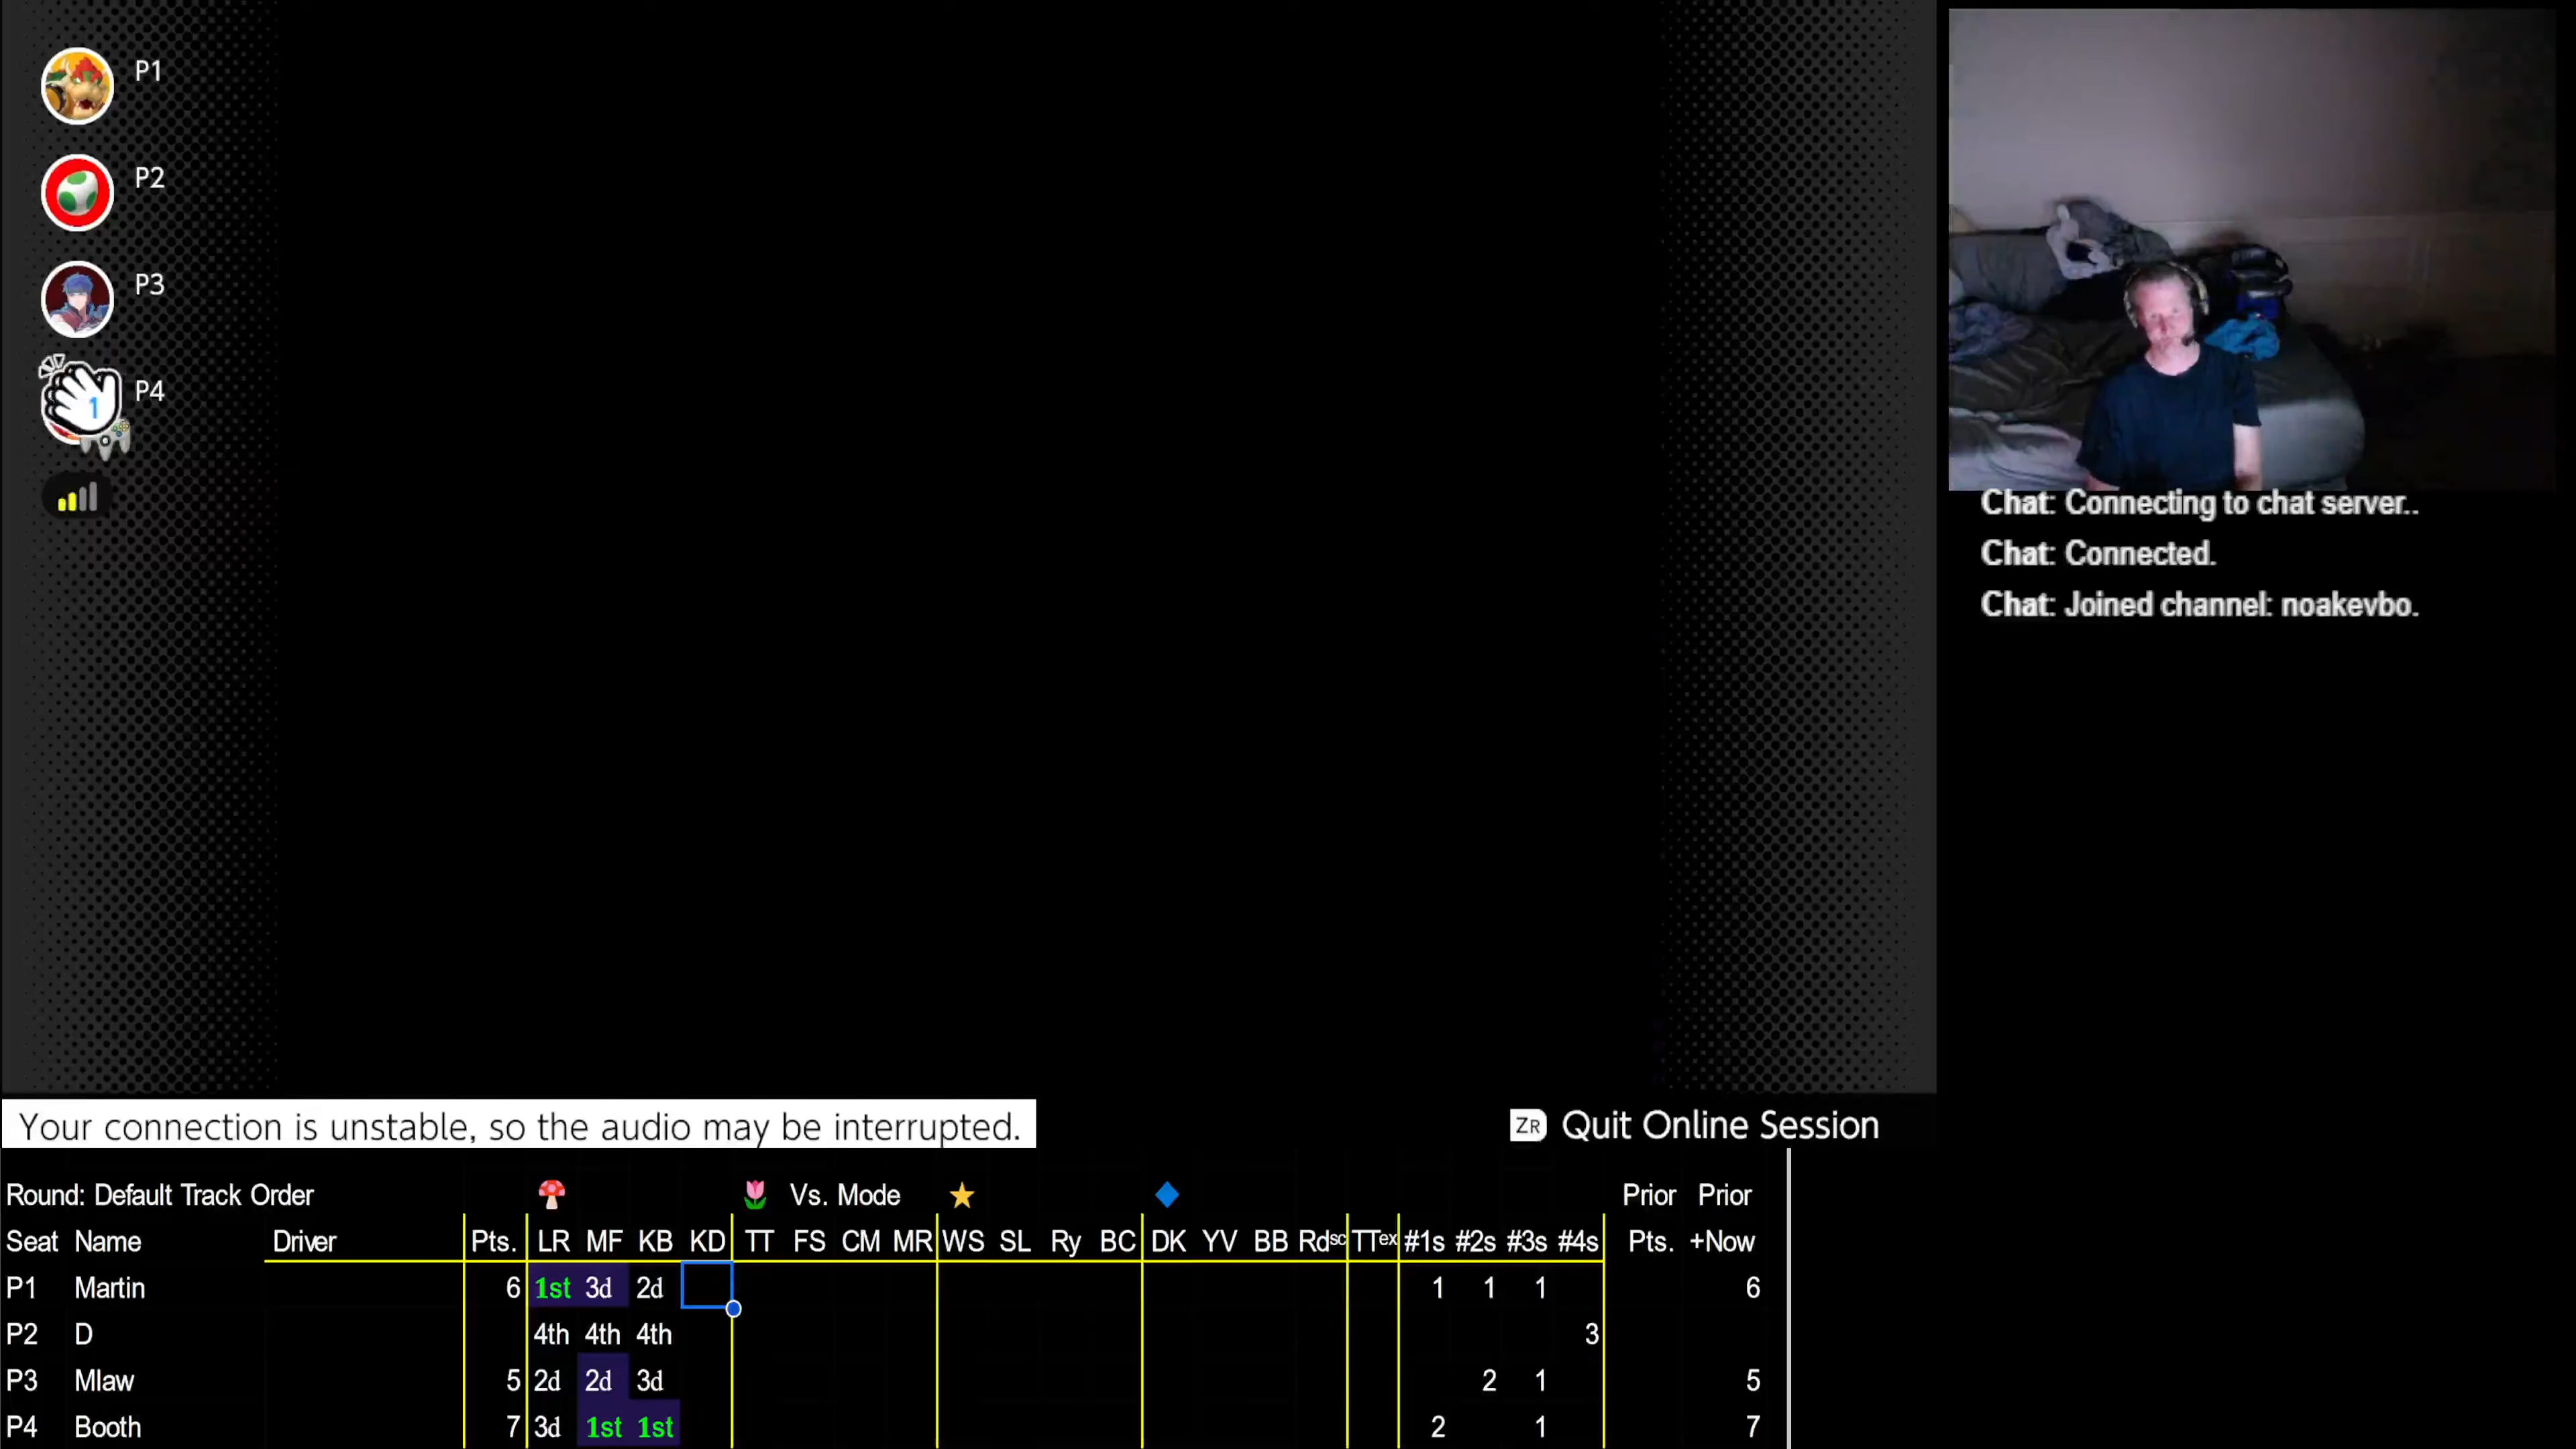 P1
P2
P3
P4
1
Chat: Connecting to chat server..
Chat: Connected.
Chat: Joined channel: noakevbo.
Your connection is unstable, so the audio may be interrupted.
ZR Quit Online Session
Round: Default Track Order Vs. Mode Prior Prior
Seat Name Driver Pts. LR MF KB KD TT FS CM MR WS SL Ry BC DK YV BB Rdsc TTex #1s #2s #3s #4s Pts. +Now
P1 Martin 6 1st 3d 2d 1 1 1 6
P2 D 4th 4th 4th 3
P3 Mlaw 5 2d 2d 3d 2 1 5
P4 Booth 7 3d 1st 1st 2 1 7